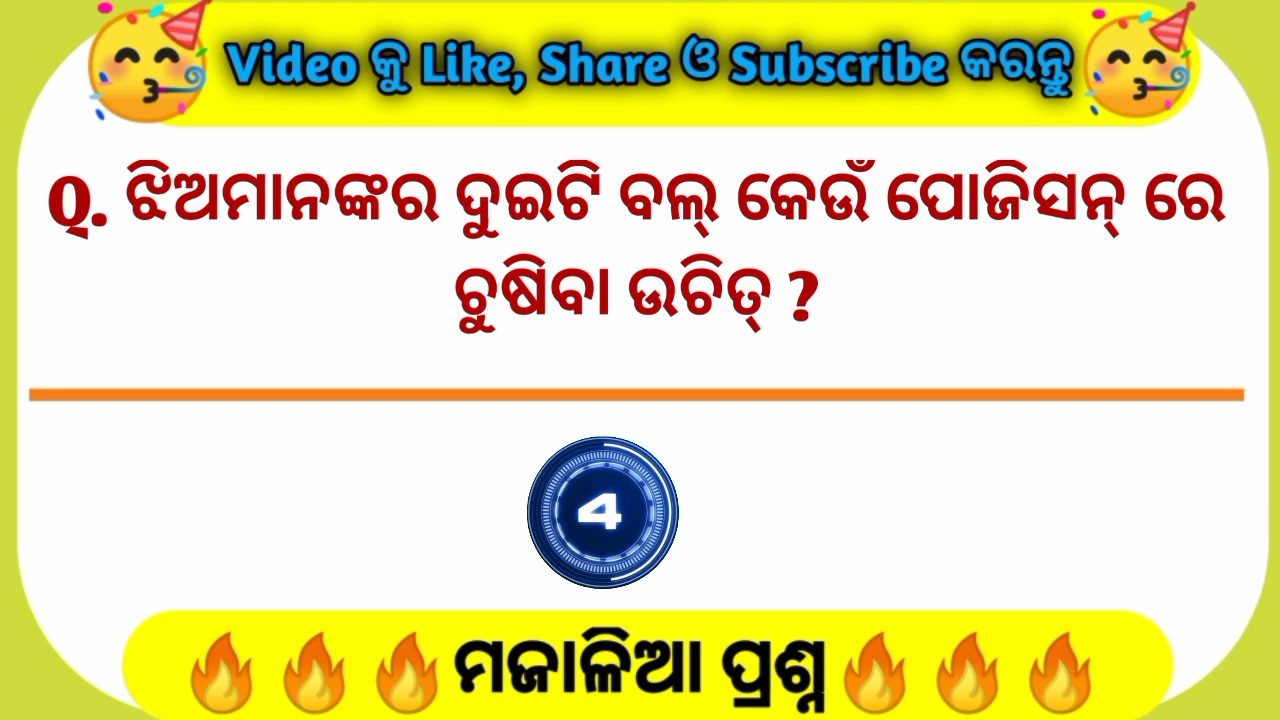 Video କୁ Like, Share ଓ Subscribe କରନ୍ତୁ
Q. ଝିଅମାନଙ୍କର ଦୁଇଟି ବଲ୍ କେଉଁ ପୋଜିସନ୍ ରେ
ଚୁଷିବା ଉଚିତ୍ ?
4
ମଜାଳିଆ ପ୍ରଶ୍ନ